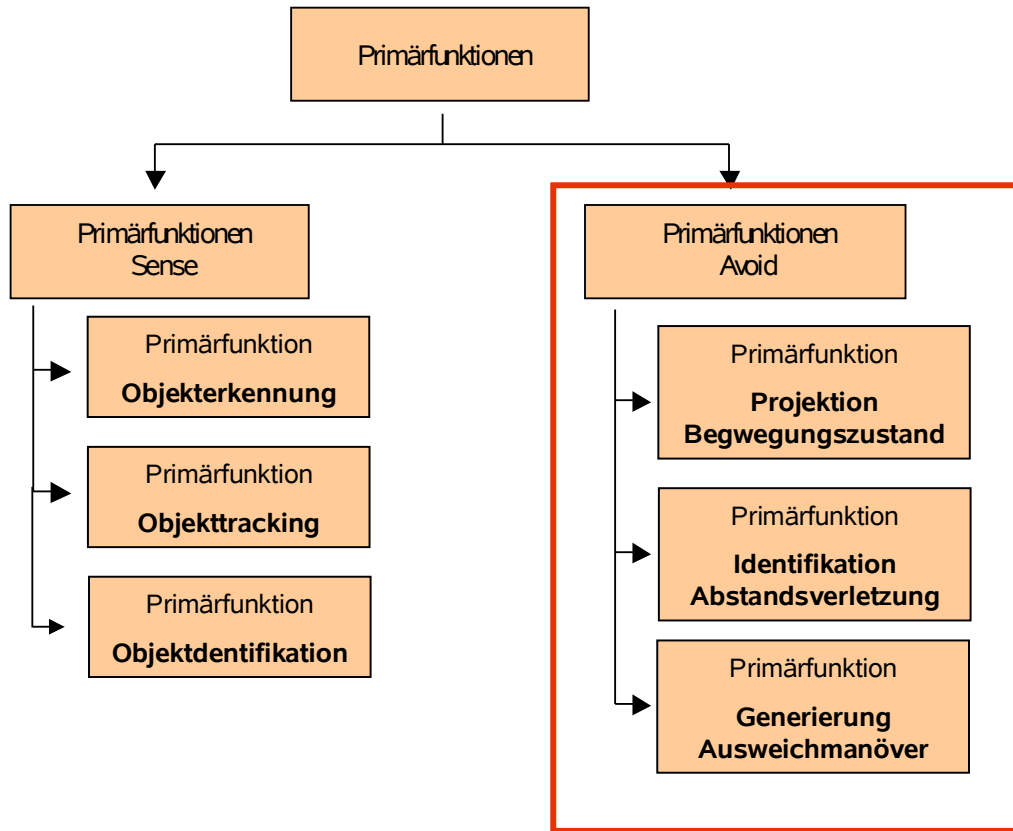 Primärfunktionen
Primärfunktionen
Sense
Primärfunktion
Objekterkennung
Primärfunktion
Objekttracking
Primärfunktion
Objektdentifikation
Primärfunktionen
Avoid
Primärfunktion
Projektion
Begwegungszustand
Primärfunktion
Identifikation
Abstandsverletzung
Primärfunktion
Generierung
Ausweichmanöver